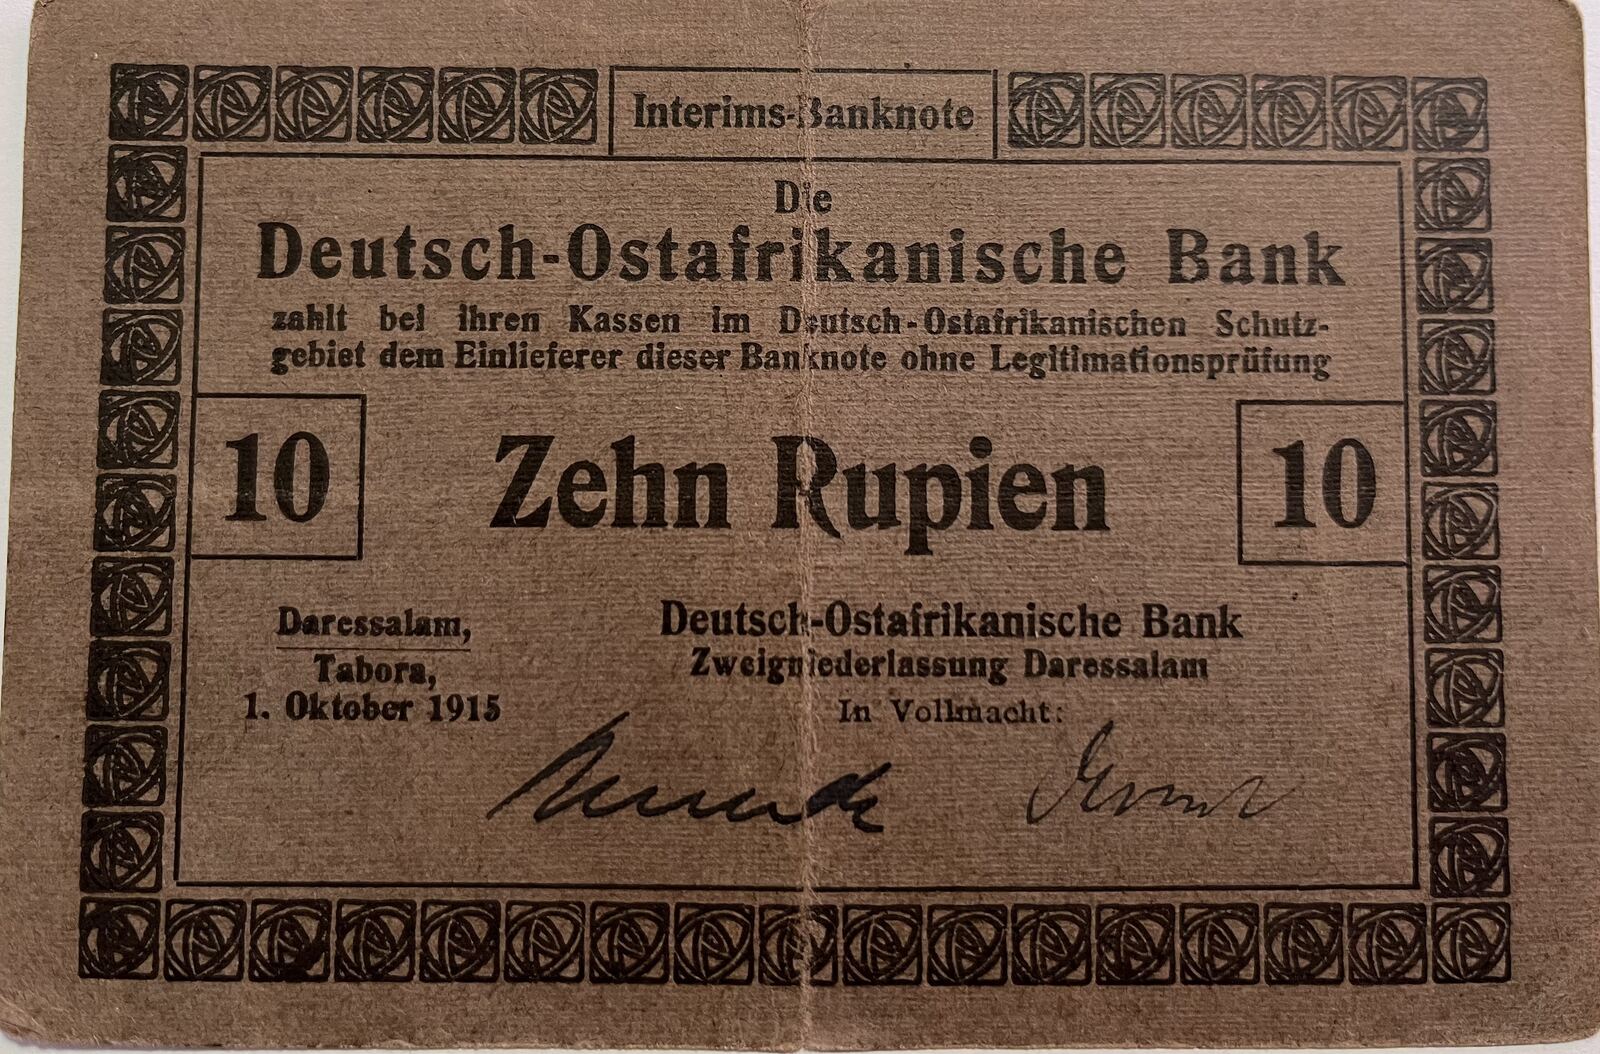 Interims-Banknote
Die
Deutsch-Ostafrikanische Bank
zahlt bei ihren Kassen im Deutsch-Ostafrikanischen Schutz-
gebiet dem Einlieferer dieser Banknote ohne Legitimationsprüfung
10 Zehn Rupien 10
Daressalam,
Tabora,
1. Oktober 1915
Deutsch-Ostafrikanische Bank
Zweigniederlassung Daressalam
In Vollmacht: